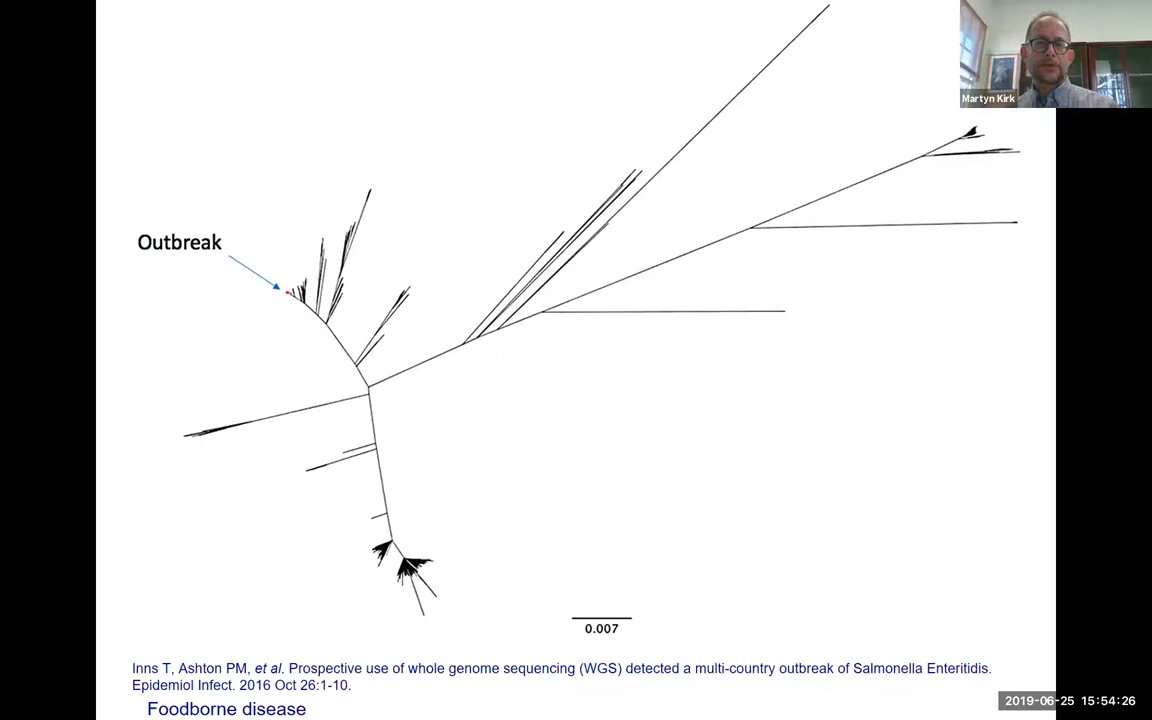 Martyn Kirk
Outbreak
0.007
Inns T, Ashton PM, et al. Prospective use of whole genome sequencing (WGS) detected a multi-country outbreak of Salmonella Enteritidis.
Epidemiol Infect. 2016 Oct 26:1-10.
Foodborne disease
2019-06-25 15:54:26